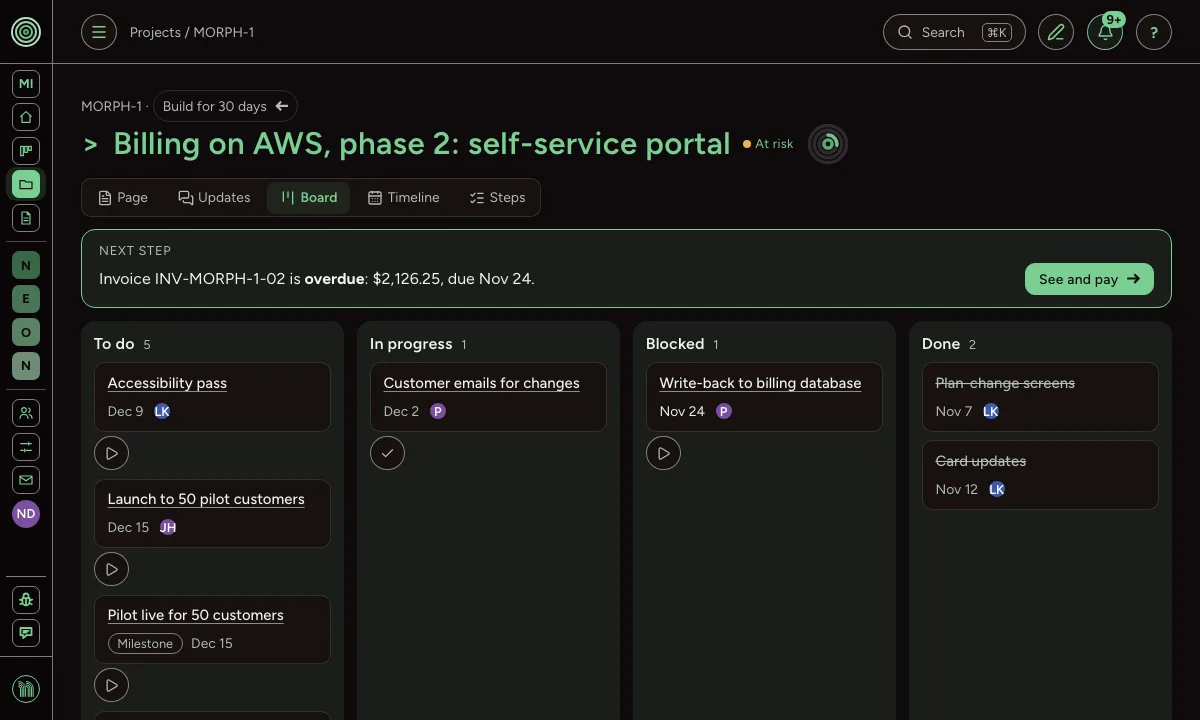 Projects / MORPH-1
Search ⌘K
9+
?
MI
N
E
O
N
ND
MORPH-1 · Build for 30 days ←
> Billing on AWS, phase 2: self-service portal
At risk
Page
Updates
Board
Timeline
Steps
NEXT STEP
Invoice INV-MORPH-1-02 is overdue: $2,126.25, due Nov 24.
See and pay →
To do 5
Accessibility pass
Dec 9 LK
Launch to 50 pilot customers
Dec 15 JH
Pilot live for 50 customers
Milestone Dec 15
In progress 1
Customer emails for changes
Dec 2 P
Blocked 1
Write-back to billing database
Nov 24 P
Done 2
Plan-change screens
Nov 7 LK
Card updates
Nov 12 LK